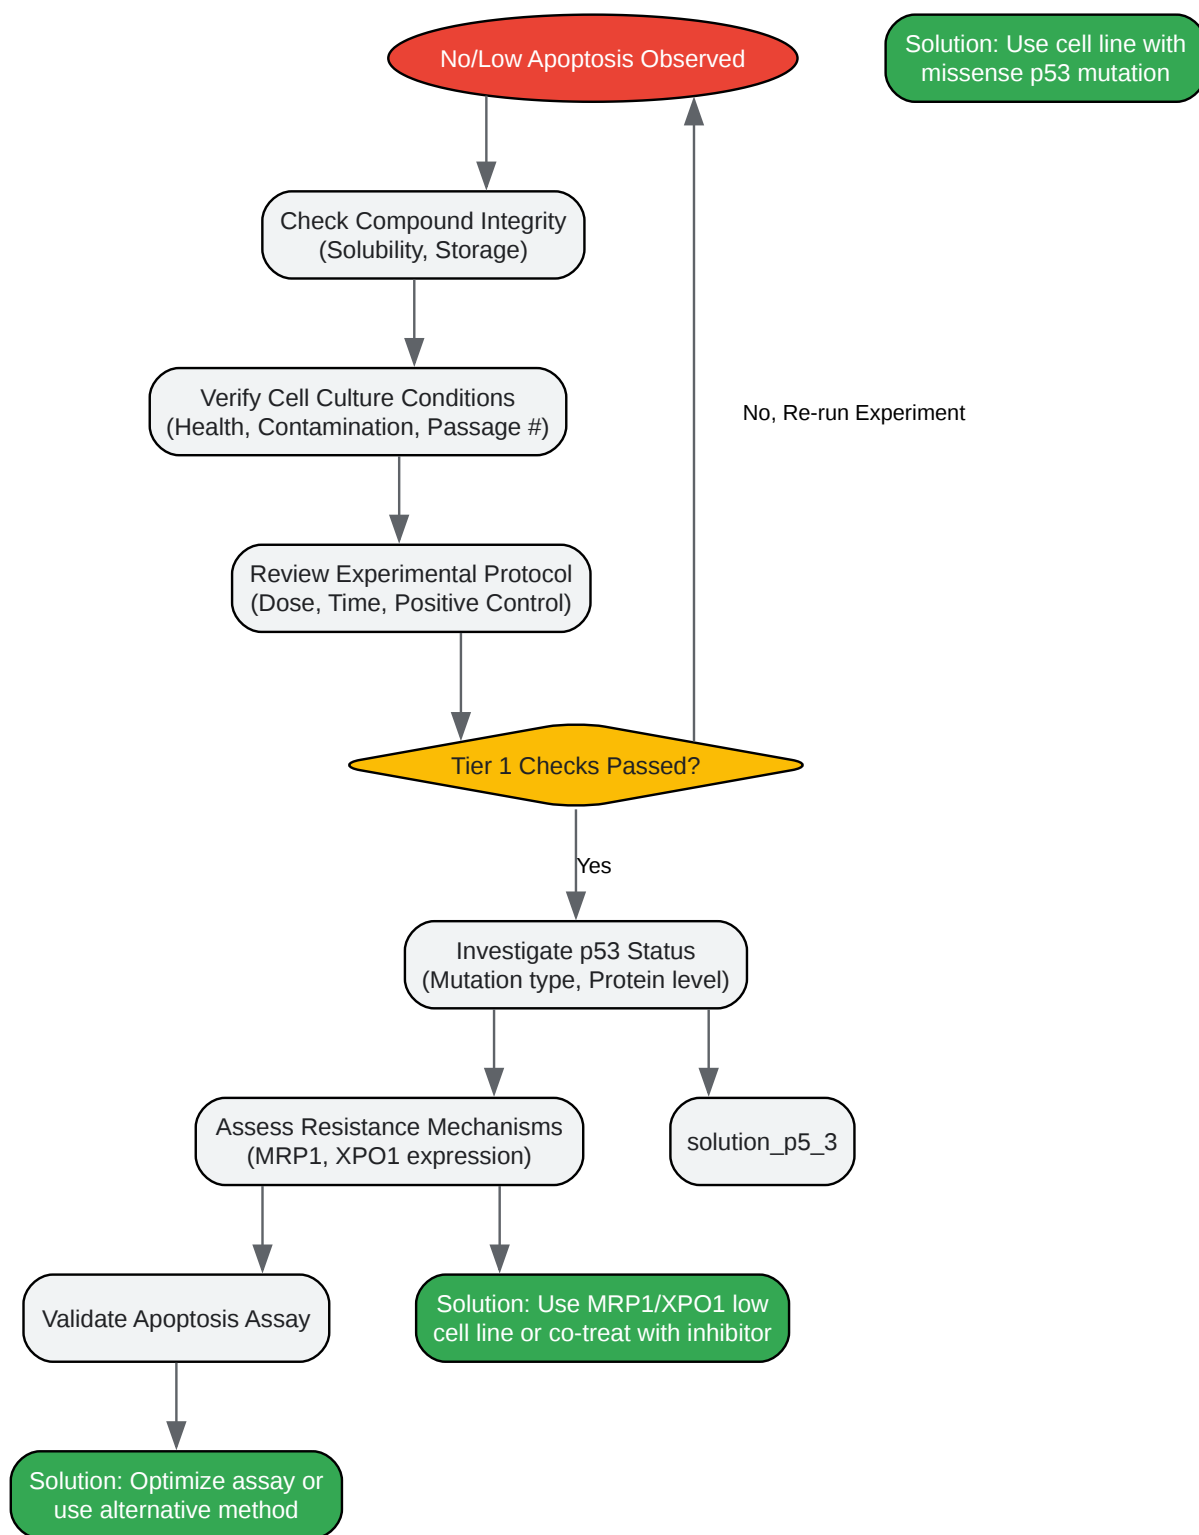 No/Low Apoptosis Observed
Solution: Use cell line with
missense p53 mutation
Check Compound Integrity
(Solubility, Storage)
Verify Cell Culture Conditions
(Health, Contamination, Passage #)
No, Re-run Experiment
Review Experimental Protocol
(Dose, Time, Positive Control)
Tier 1 Checks Passed?
Yes
Investigate p53 Status
(Mutation type, Protein level)
Assess Resistance Mechanisms
(MRP1, XPO1 expression)
solution_p5_3
Validate Apoptosis Assay
Solution: Use MRP1/XPO1 low
cell line or co-treat with inhibitor
Solution: Optimize assay or
use alternative method